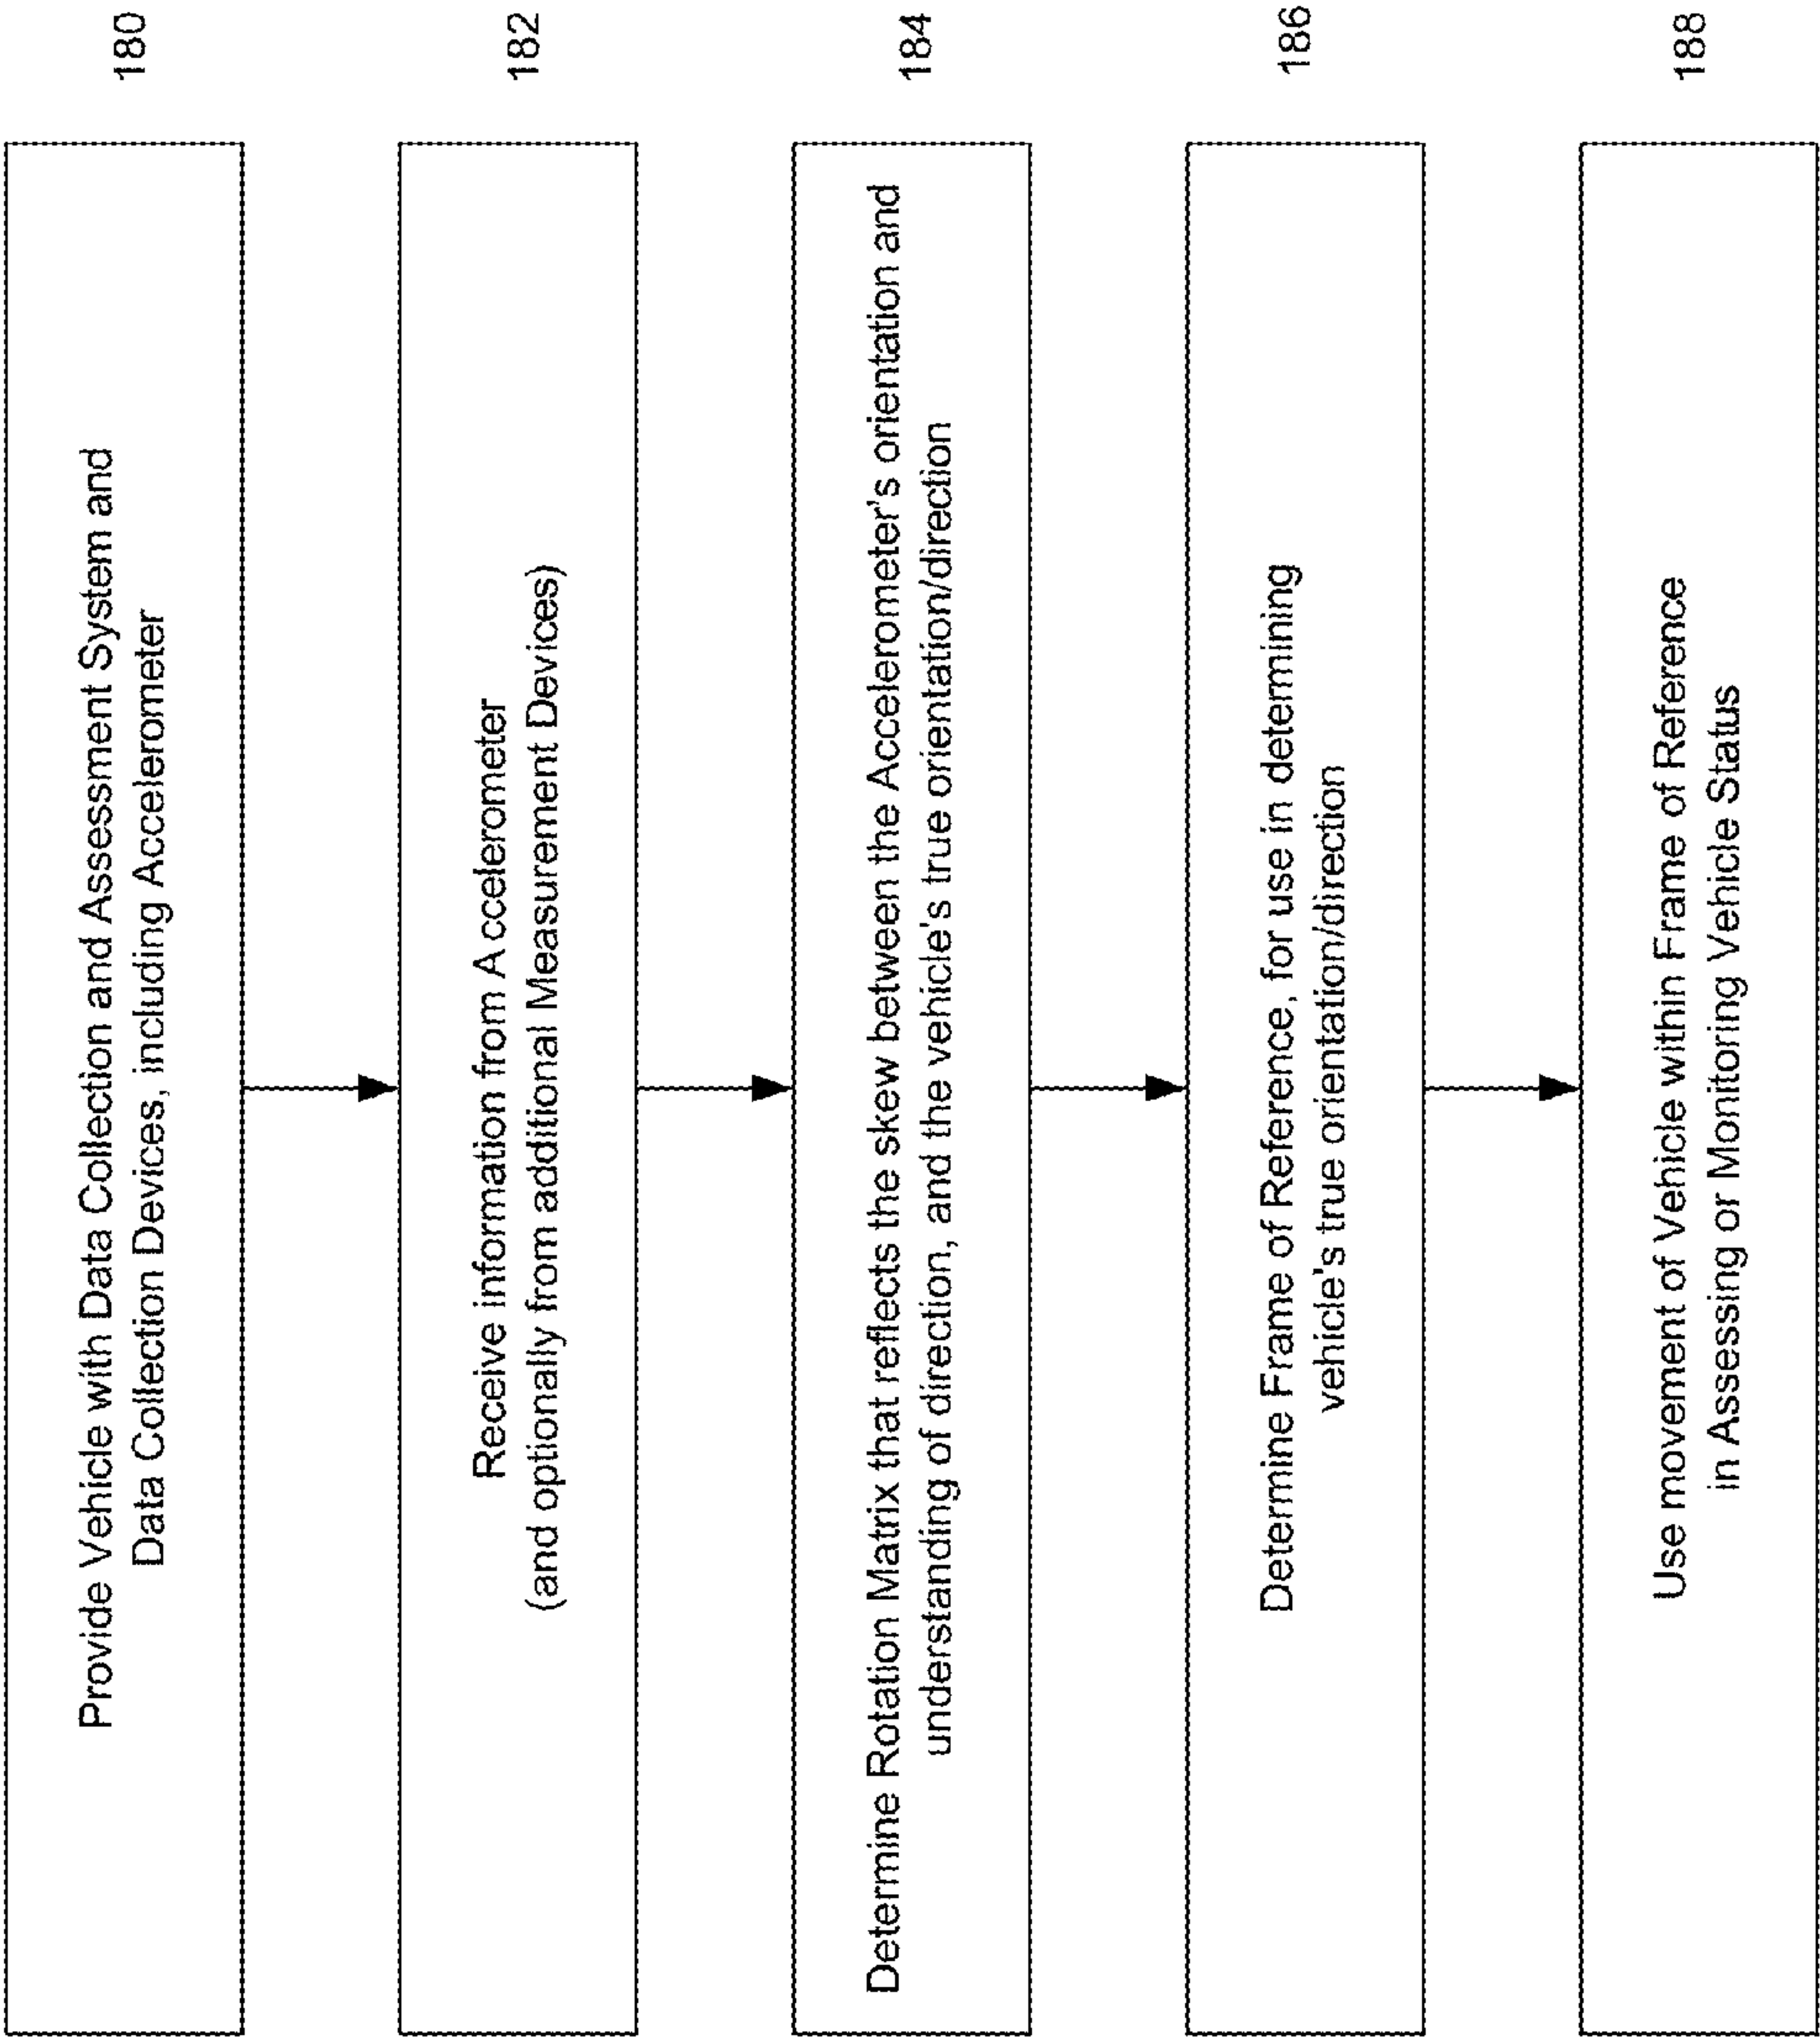 Provide Vehicle with Data Collection and Assessment System and
Data Collection Devices, including Accelerometer
180
Receive information from A ccelerometer
(and optionally from additional Measurement Devices)
182
Determine Rotation Matrix that reflects the skew between the Accelerometer's orientation and
understanding of direction, and the vehicle's true orientation/direction
184
Determine Frame of Reference, for use in determining
vehicle's true orientation/direction
186
Use movement of Vehicle within Frame of Reference
in Assessing or Monitoring Vehicle Status
188